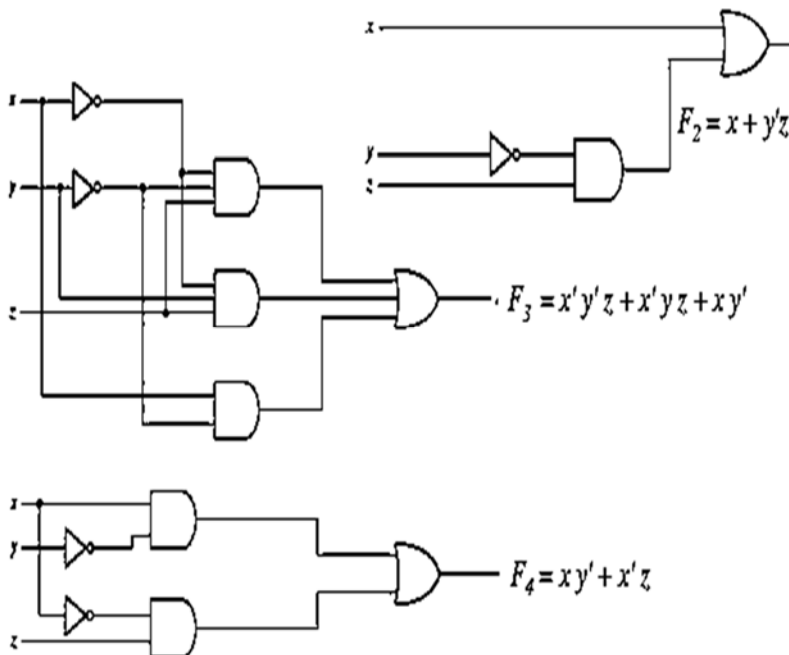 x
F₂ = x + y'z
y
z
x
y
z
F₃ = x'y'z + x'yz + xy'
x
y
z
F₄ = xy' + x'z